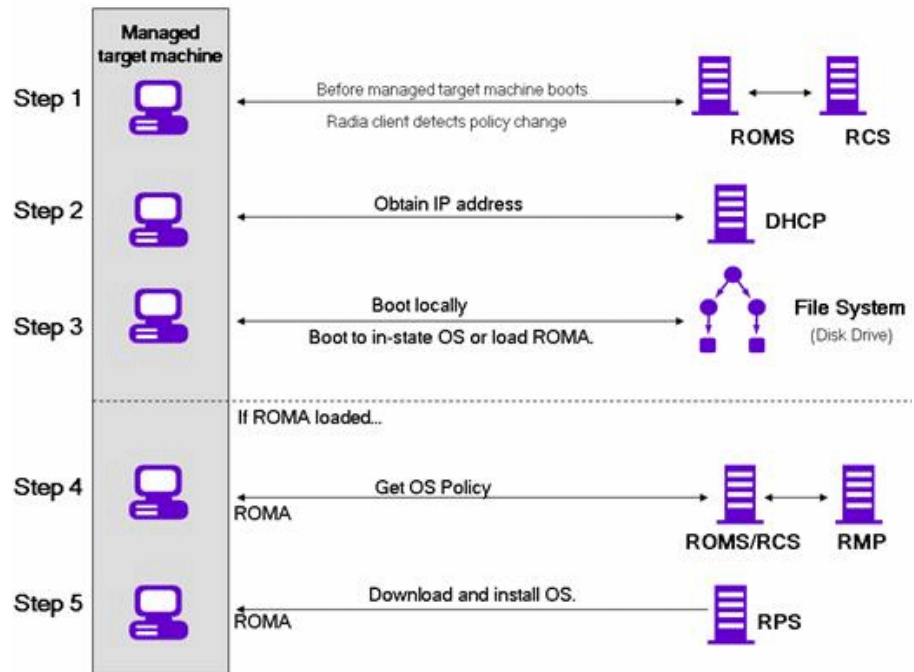 Managed
target machine
Step 1
Before managed target machine boots
Radia client detects policy change
ROMS
RCS
Step 2
Obtain IP address
DHCP
Step 3
Boot locally
Boot to in-state OS or load ROMA.
File System
(Disk Drive)
If ROMA loaded...
Step 4
Get OS Policy
ROMA
ROMS/RCS
RMP
Step 5
Download and install OS.
ROMA
RPS